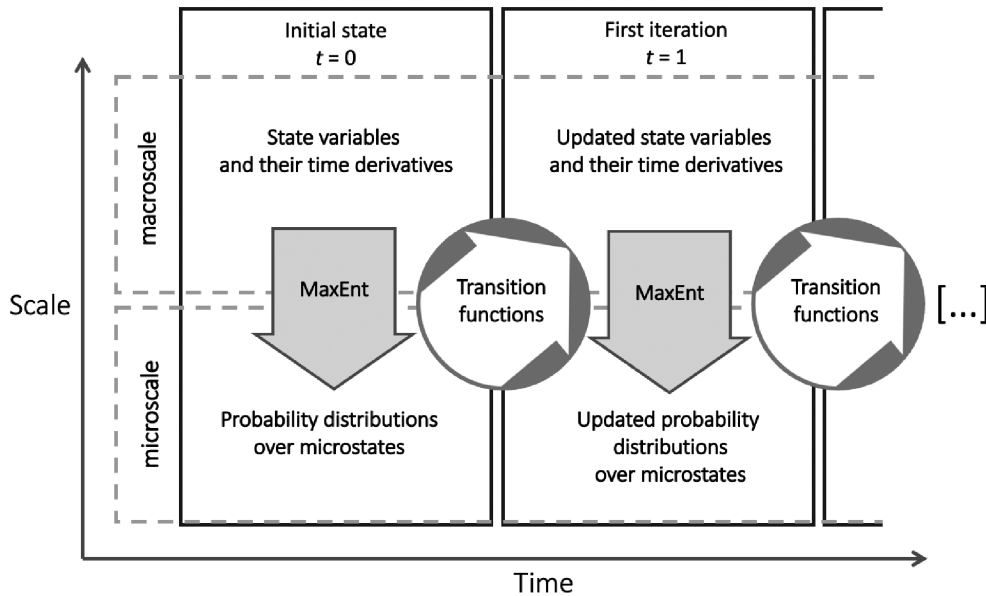 Initial state
t = 0
First iteration
t = 1
Scale
macroscale
State variables
and their time derivatives
Updated state variables
and their time derivatives
MaxEnt
Transition
functions
MaxEnt
Transition
functions
[...]
microscale
Probability distributions
over microstates
Updated probability
distributions
over microstates
Time